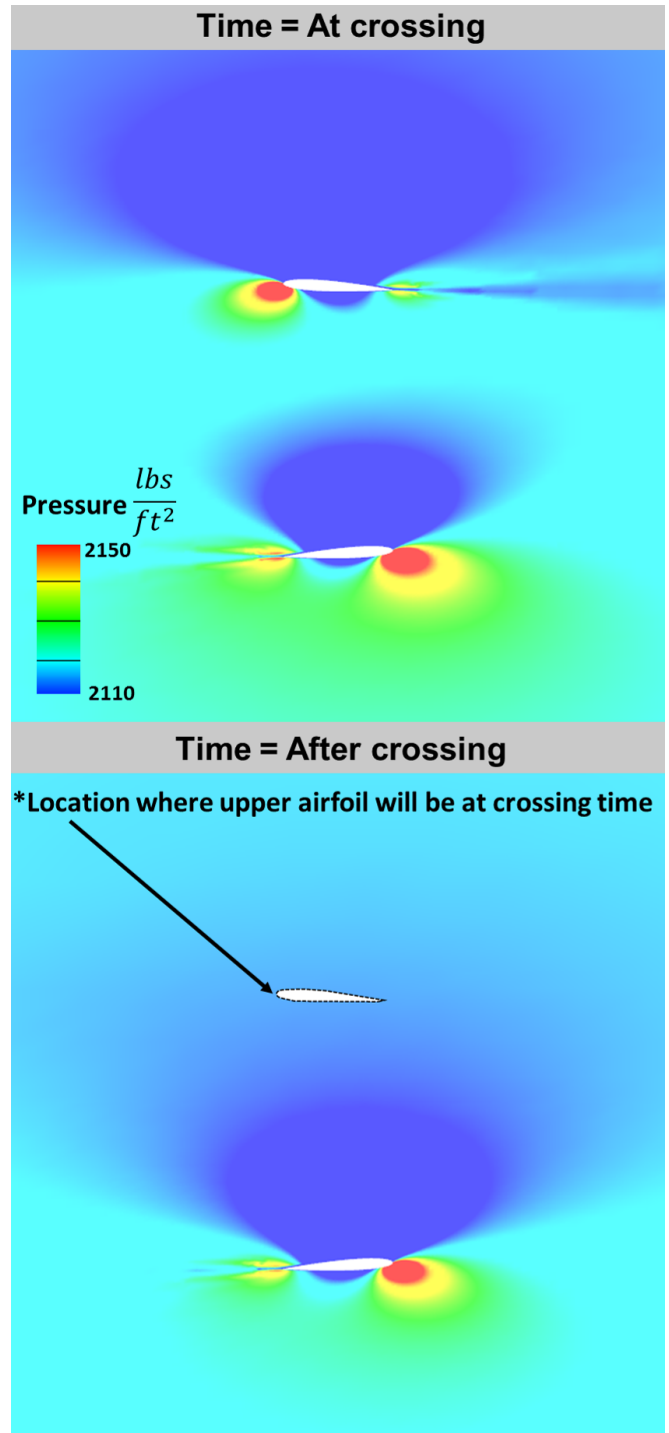 Time = At crossing
Pressure lbs/ft²
2150
2110
Time = After crossing
*Location where upper airfoil will be at crossing time